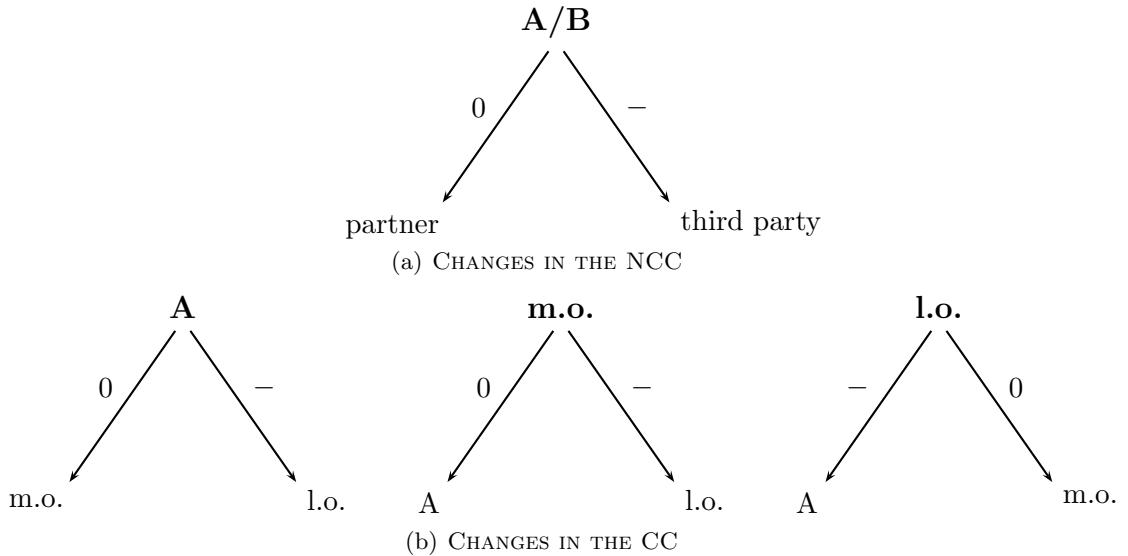 A/B
0 −
partner third party
(a) CHANGES IN THE NCC
A m.o. l.o.
0 − 0 − − 0
m.o. l.o. A l.o. A m.o.
(b) CHANGES IN THE CC